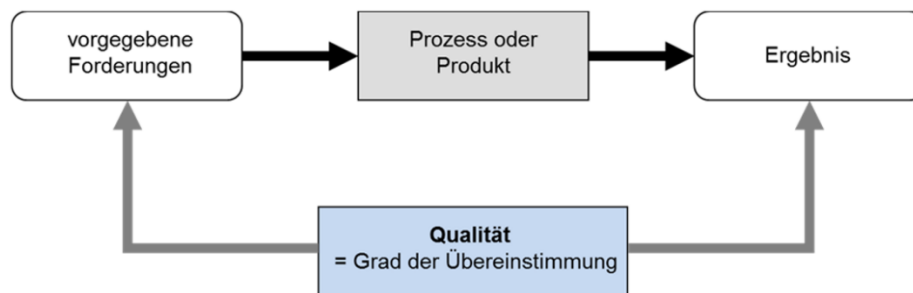 vorgegebene
Forderungen
Prozess oder
Produkt
Ergebnis
Qualität
= Grad der Übereinstimmung